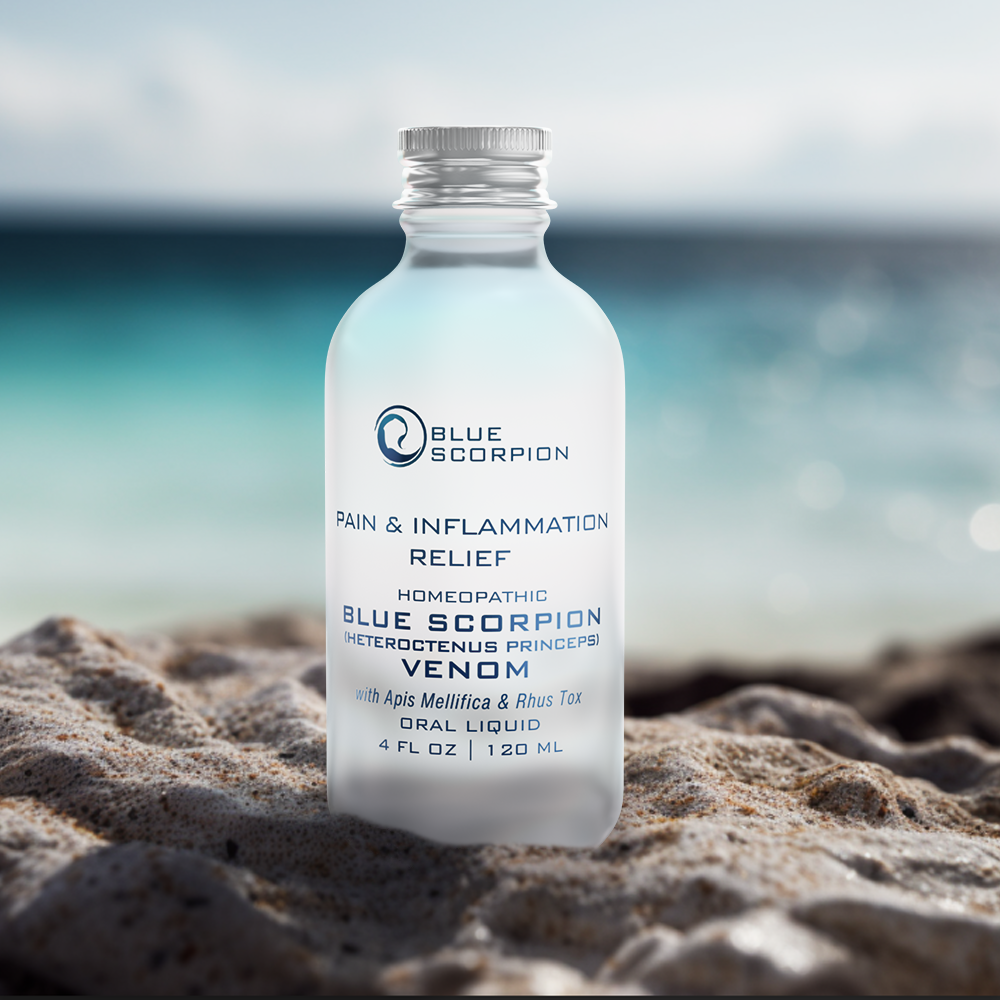 BLUE
SCORPION
PAIN & INFLAMMATION
RELIEF
HOMEOPATHIC
BLUE SCORPION
(HETEROCTENUS PRINCEPS)
VENOM
with Apis Mellifica & Rhus Tox
ORAL LIQUID
4 FL OZ | 120 ML